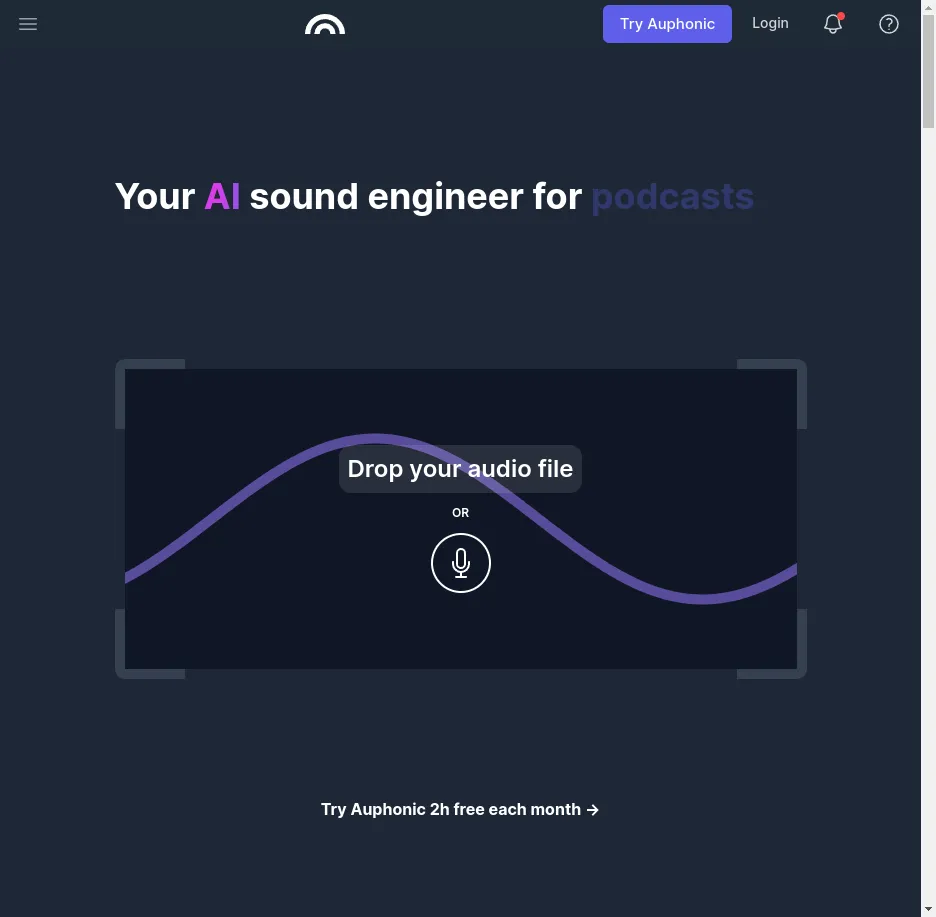 Try Auphonic
Login
Your AI sound engineer for podcasts
Drop your audio file
OR
Try Auphonic 2h free each month →